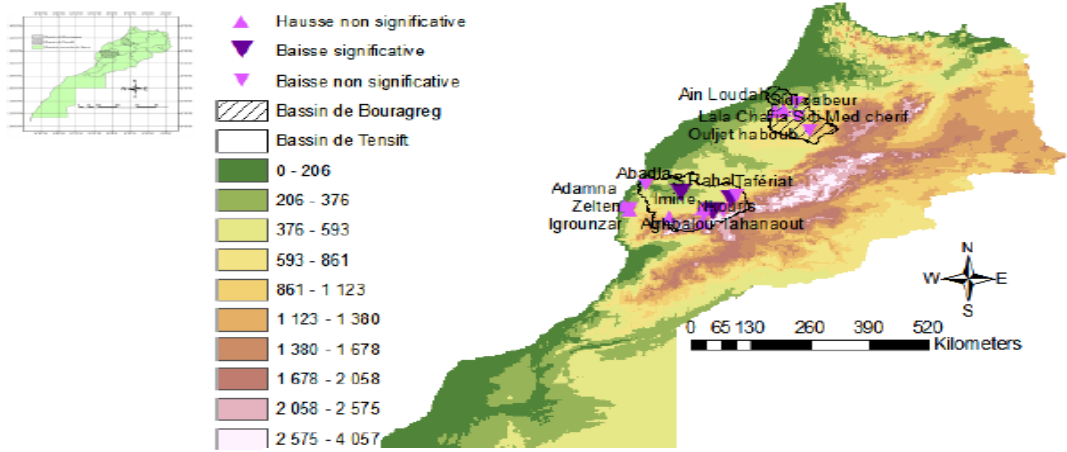 Hausse non significative
Baisse significative
Baisse non significative
Bassin de Bouragreg
Bassin de Tensift
0 - 206
206 - 376
376 - 593
593 - 861
861 - 1 123
1 123 - 1 380
1 380 - 1 678
1 678 - 2 058
2 058 - 2 575
2 575 - 4 057
Ain Loudah
Sidi Jabeur
Lala Chafia Sidi Med cherif
Ouljet haboub
Abadla
S Rahal Tafériat
Adamna
Zelten
Igrounzar
Aghbalou Tahanaout
N
W E
S
0 65 130 260 390 520
Kilometers